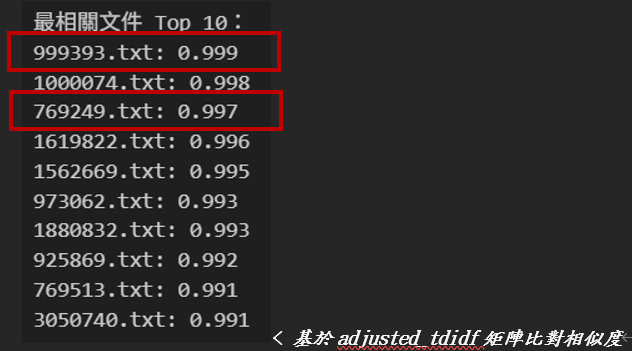 最相關文件 Top 10：
999393.txt: 0.999
1000074.txt: 0.998
769249.txt: 0.997
1619822.txt: 0.996
1562669.txt: 0.995
973062.txt: 0.993
1880832.txt: 0.993
925869.txt: 0.992
769513.txt: 0.991
3050740.txt: 0.991
< 基於 adjusted_tdidf 矩陣比對相似度